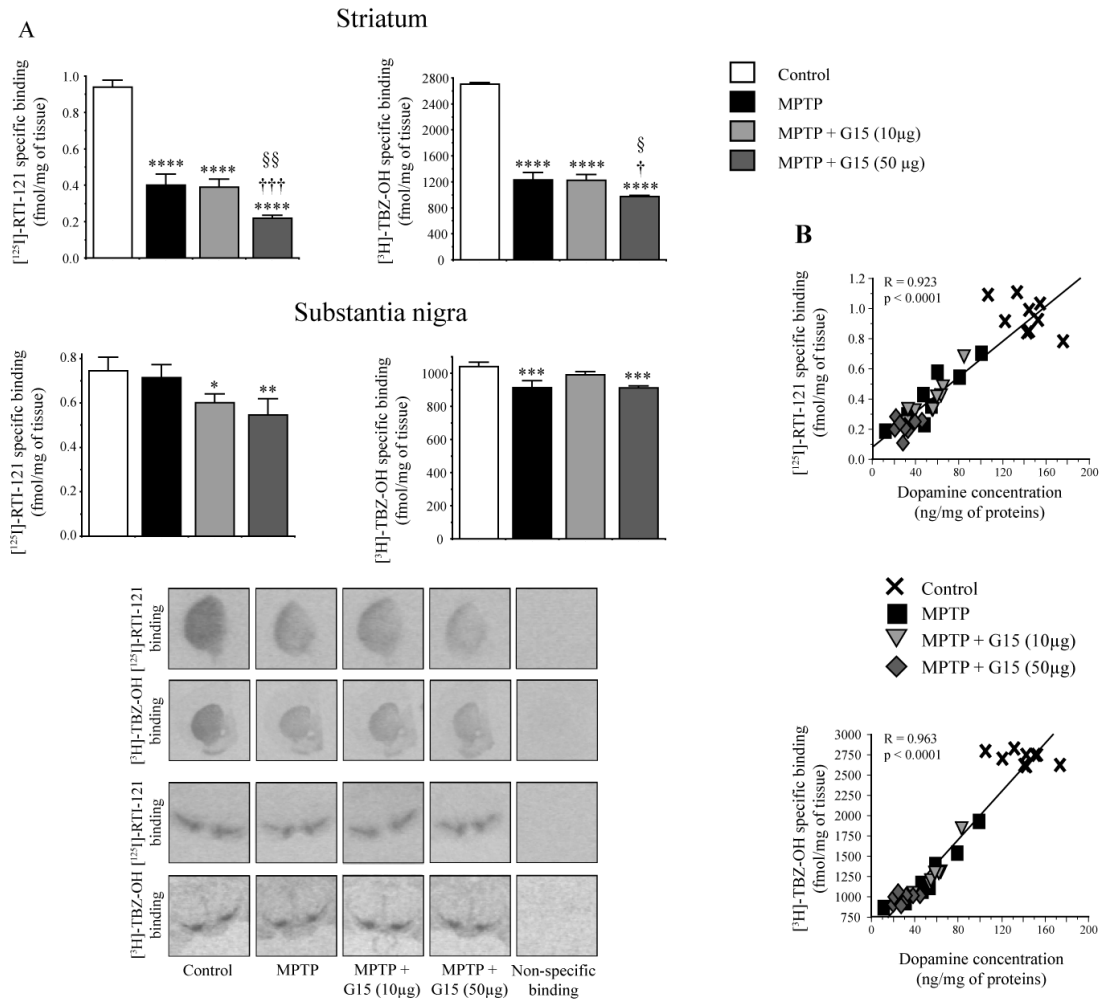 A
Striatum
[¹²⁵I]-RTI-121 specific binding
(fmol/mg of tissue)
1.0
0.8
0.6
0.4
0.2
0.0
****
****
§§
†††
****
[³H]-TBZ-OH specific binding
(fmol/mg of tissue)
2800
2400
2000
1600
1200
800
400
0
****
****
§
†
****
Control
MPTP
MPTP + G15 (10µg)
MPTP + G15 (50 µg)
Substantia nigra
[¹²⁵I]-RTI-121 specific binding
(fmol/mg of tissue)
0.8
0.6
0.4
0.2
0.0
*
**
[³H]-TBZ-OH specific binding
(fmol/mg of tissue)
1000
800
600
400
200
0
***
***
[¹²⁵I]-RTI-121
binding
[³H]-TBZ-OH
binding
[¹²⁵I]-RTI-121
binding
[³H]-TBZ-OH
binding
Control
MPTP
MPTP +
G15 (10µg)
MPTP +
G15 (50µg)
Non-specific
binding
B
[¹²⁵I]-RTI-121 specific binding
(fmol/mg of tissue)
1.2
1.0
0.8
0.6
0.4
0.2
0.0
R = 0.923
p < 0.0001
0 40 80 120 160 200
Dopamine concentration
(ng/mg of proteins)
Control
MPTP
MPTP + G15 (10µg)
MPTP + G15 (50µg)
[³H]-TBZ-OH specific binding
(fmol/mg of tissue)
3000
2750
2500
2250
2000
1750
1500
1250
1000
750
R = 0.963
p < 0.0001
0 40 80 120 160 200
Dopamine concentration
(ng/mg of proteins)